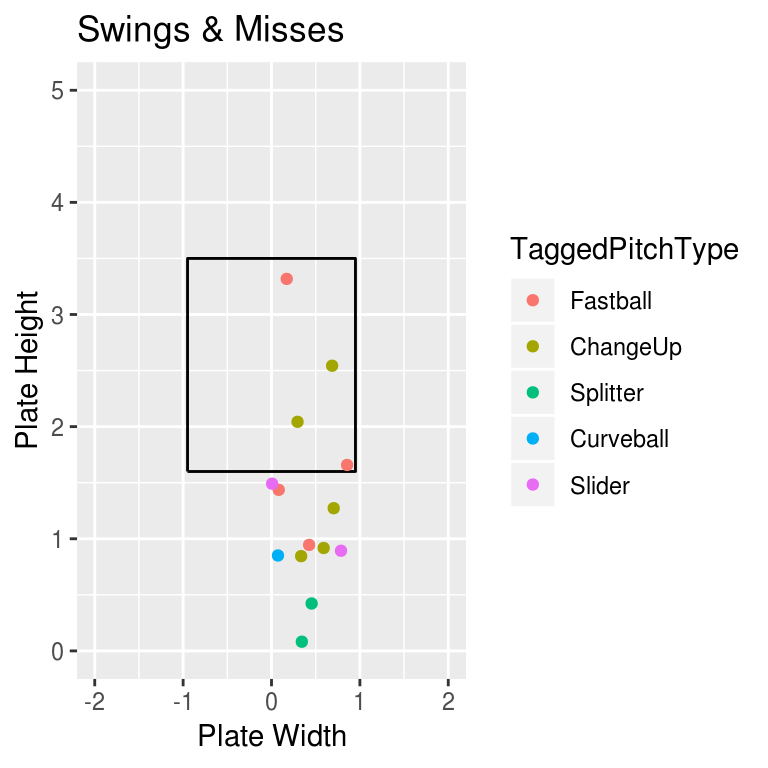 Swings & Misses
5
4
3
2
1
0
Plate Height
-2 -1 0 1 2
Plate Width
TaggedPitchType
Fastball
ChangeUp
Splitter
Curveball
Slider